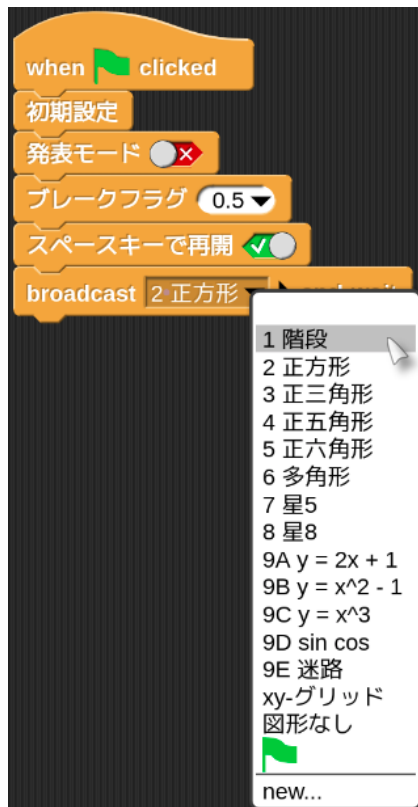 when clicked
初期設定
発表モード
ブレークフラグ 0.5
スペースキーで再開
broadcast 2 正方形
1 階段
2 正方形
3 正三角形
4 正五角形
5 正六角形
6 多角形
7 星5
8 星8
9A y = 2x + 1
9B y = x^2 - 1
9C y = x^3
9D sin cos
9E 迷路
xy-グリッド
図形なし
new...